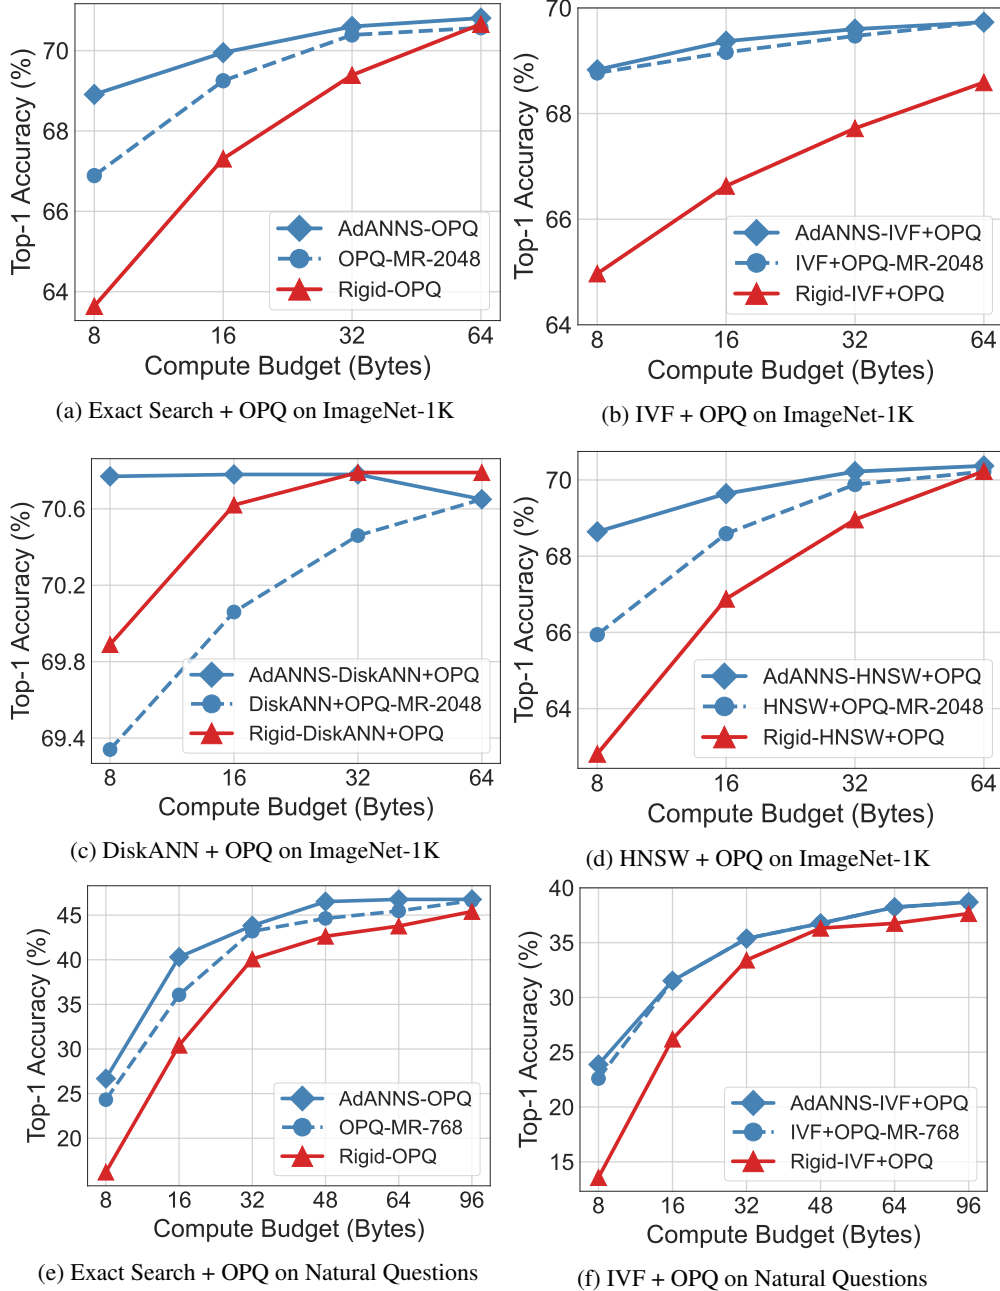 70
68
66
64
Top-1 Accuracy (%)
AdANNS-OPQ
OPQ-MR-2048
Rigid-OPQ
8 16 32 64
Compute Budget (Bytes)
(a) Exact Search + OPQ on ImageNet-1K
70
68
66
64
Top-1 Accuracy (%)
AdANNS-IVF+OPQ
IVF+OPQ-MR-2048
Rigid-IVF+OPQ
8 16 32 64
Compute Budget (Bytes)
(b) IVF + OPQ on ImageNet-1K
70.6
70.2
69.8
69.4
Top-1 Accuracy (%)
AdANNS-DiskANN+OPQ
DiskANN+OPQ-MR-2048
Rigid-DiskANN+OPQ
8 16 32 64
Compute Budget (Bytes)
(c) DiskANN + OPQ on ImageNet-1K
70
68
66
64
Top-1 Accuracy (%)
AdANNS-HNSW+OPQ
HNSW+OPQ-MR-2048
Rigid-HNSW+OPQ
8 16 32 64
Compute Budget (Bytes)
(d) HNSW + OPQ on ImageNet-1K
45
40
35
30
25
20
Top-1 Accuracy (%)
AdANNS-OPQ
OPQ-MR-768
Rigid-OPQ
8 16 32 48 64 96
Compute Budget (Bytes)
(e) Exact Search + OPQ on Natural Questions
40
35
30
25
20
15
Top-1 Accuracy (%)
AdANNS-IVF+OPQ
IVF+OPQ-MR-768
Rigid-IVF+OPQ
8 16 32 48 64 96
Compute Budget (Bytes)
(f) IVF + OPQ on Natural Questions